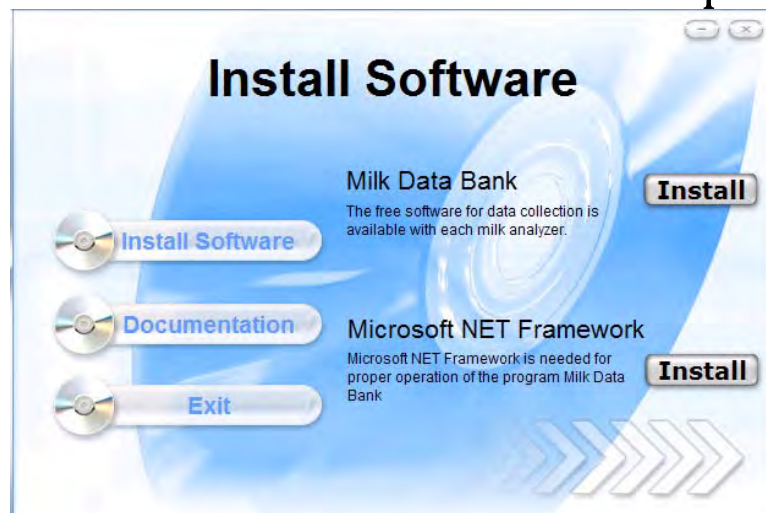 Install Software
Milk Data Bank
Install
The free software for data collection is
available with each milk analyzer.
Install Software
Documentation
Microsoft NET Framework
Microsoft NET Framework is needed for
proper operation of the program Milk Data
Bank
Install
Exit